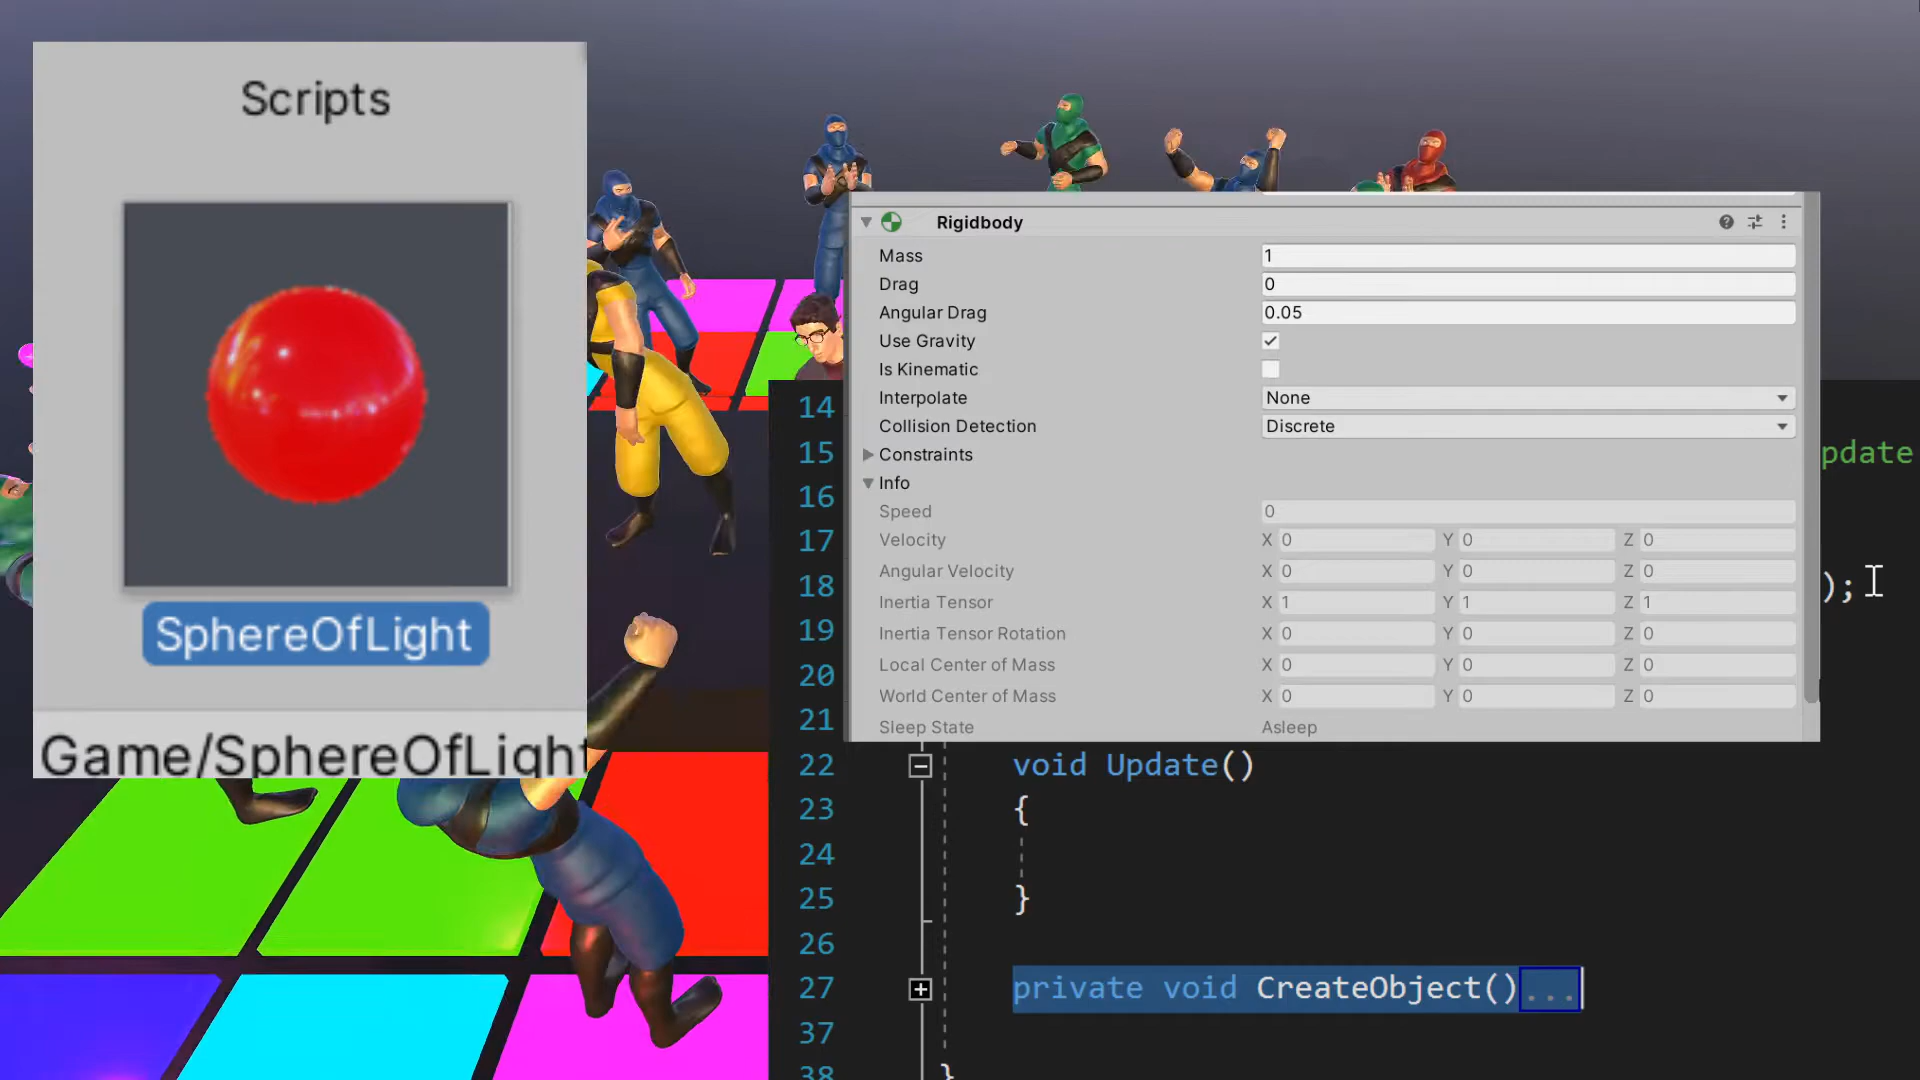 Scripts
SphereOfLight
Game/SphereOfLight
Rigidbody
Mass 1
Drag 0
Angular Drag 0.05
Use Gravity
Is Kinematic
Interpolate None
Collision Detection Discrete
Constraints
Info
Speed 0
Velocity X 0 Y 0 Z 0
Angular Velocity X 0 Y 0 Z 0
Inertia Tensor X 1 Y 1 Z 1
Inertia Tensor Rotation X 0 Y 0 Z 0
Local Center of Mass X 0 Y 0 Z 0
World Center of Mass X 0 Y 0 Z 0
Sleep State Asleep
14
15 pdate
16
17
18 );
19
20
21
22 void Update()
23 {
24
25 }
26
27 private void CreateObject()...
37
38 }